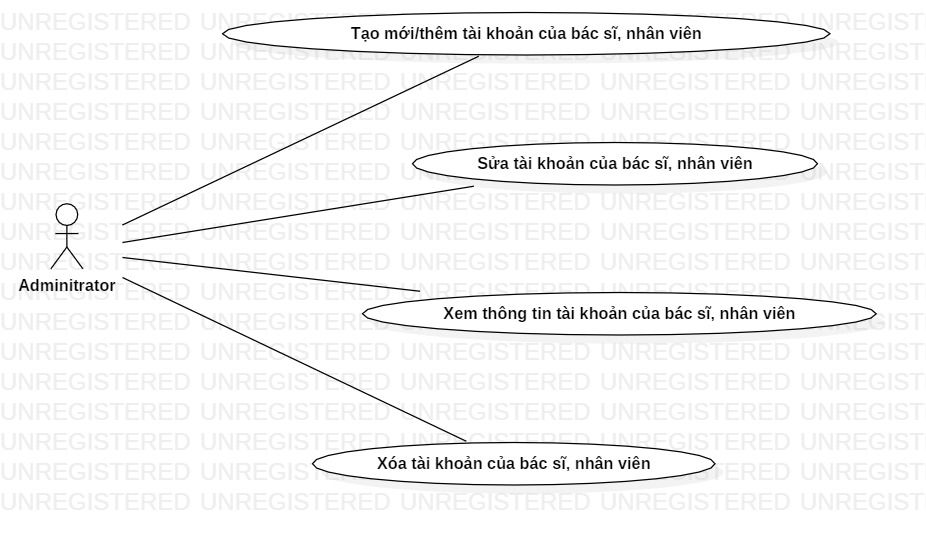 Tạo mới/thêm tài khoản của bác sĩ, nhân viên
Sửa tài khoản của bác sĩ, nhân viên
Adminitrator
Xem thông tin tài khoản của bác sĩ, nhân viên
Xóa tài khoản của bác sĩ, nhân viên
UNREGISTERED